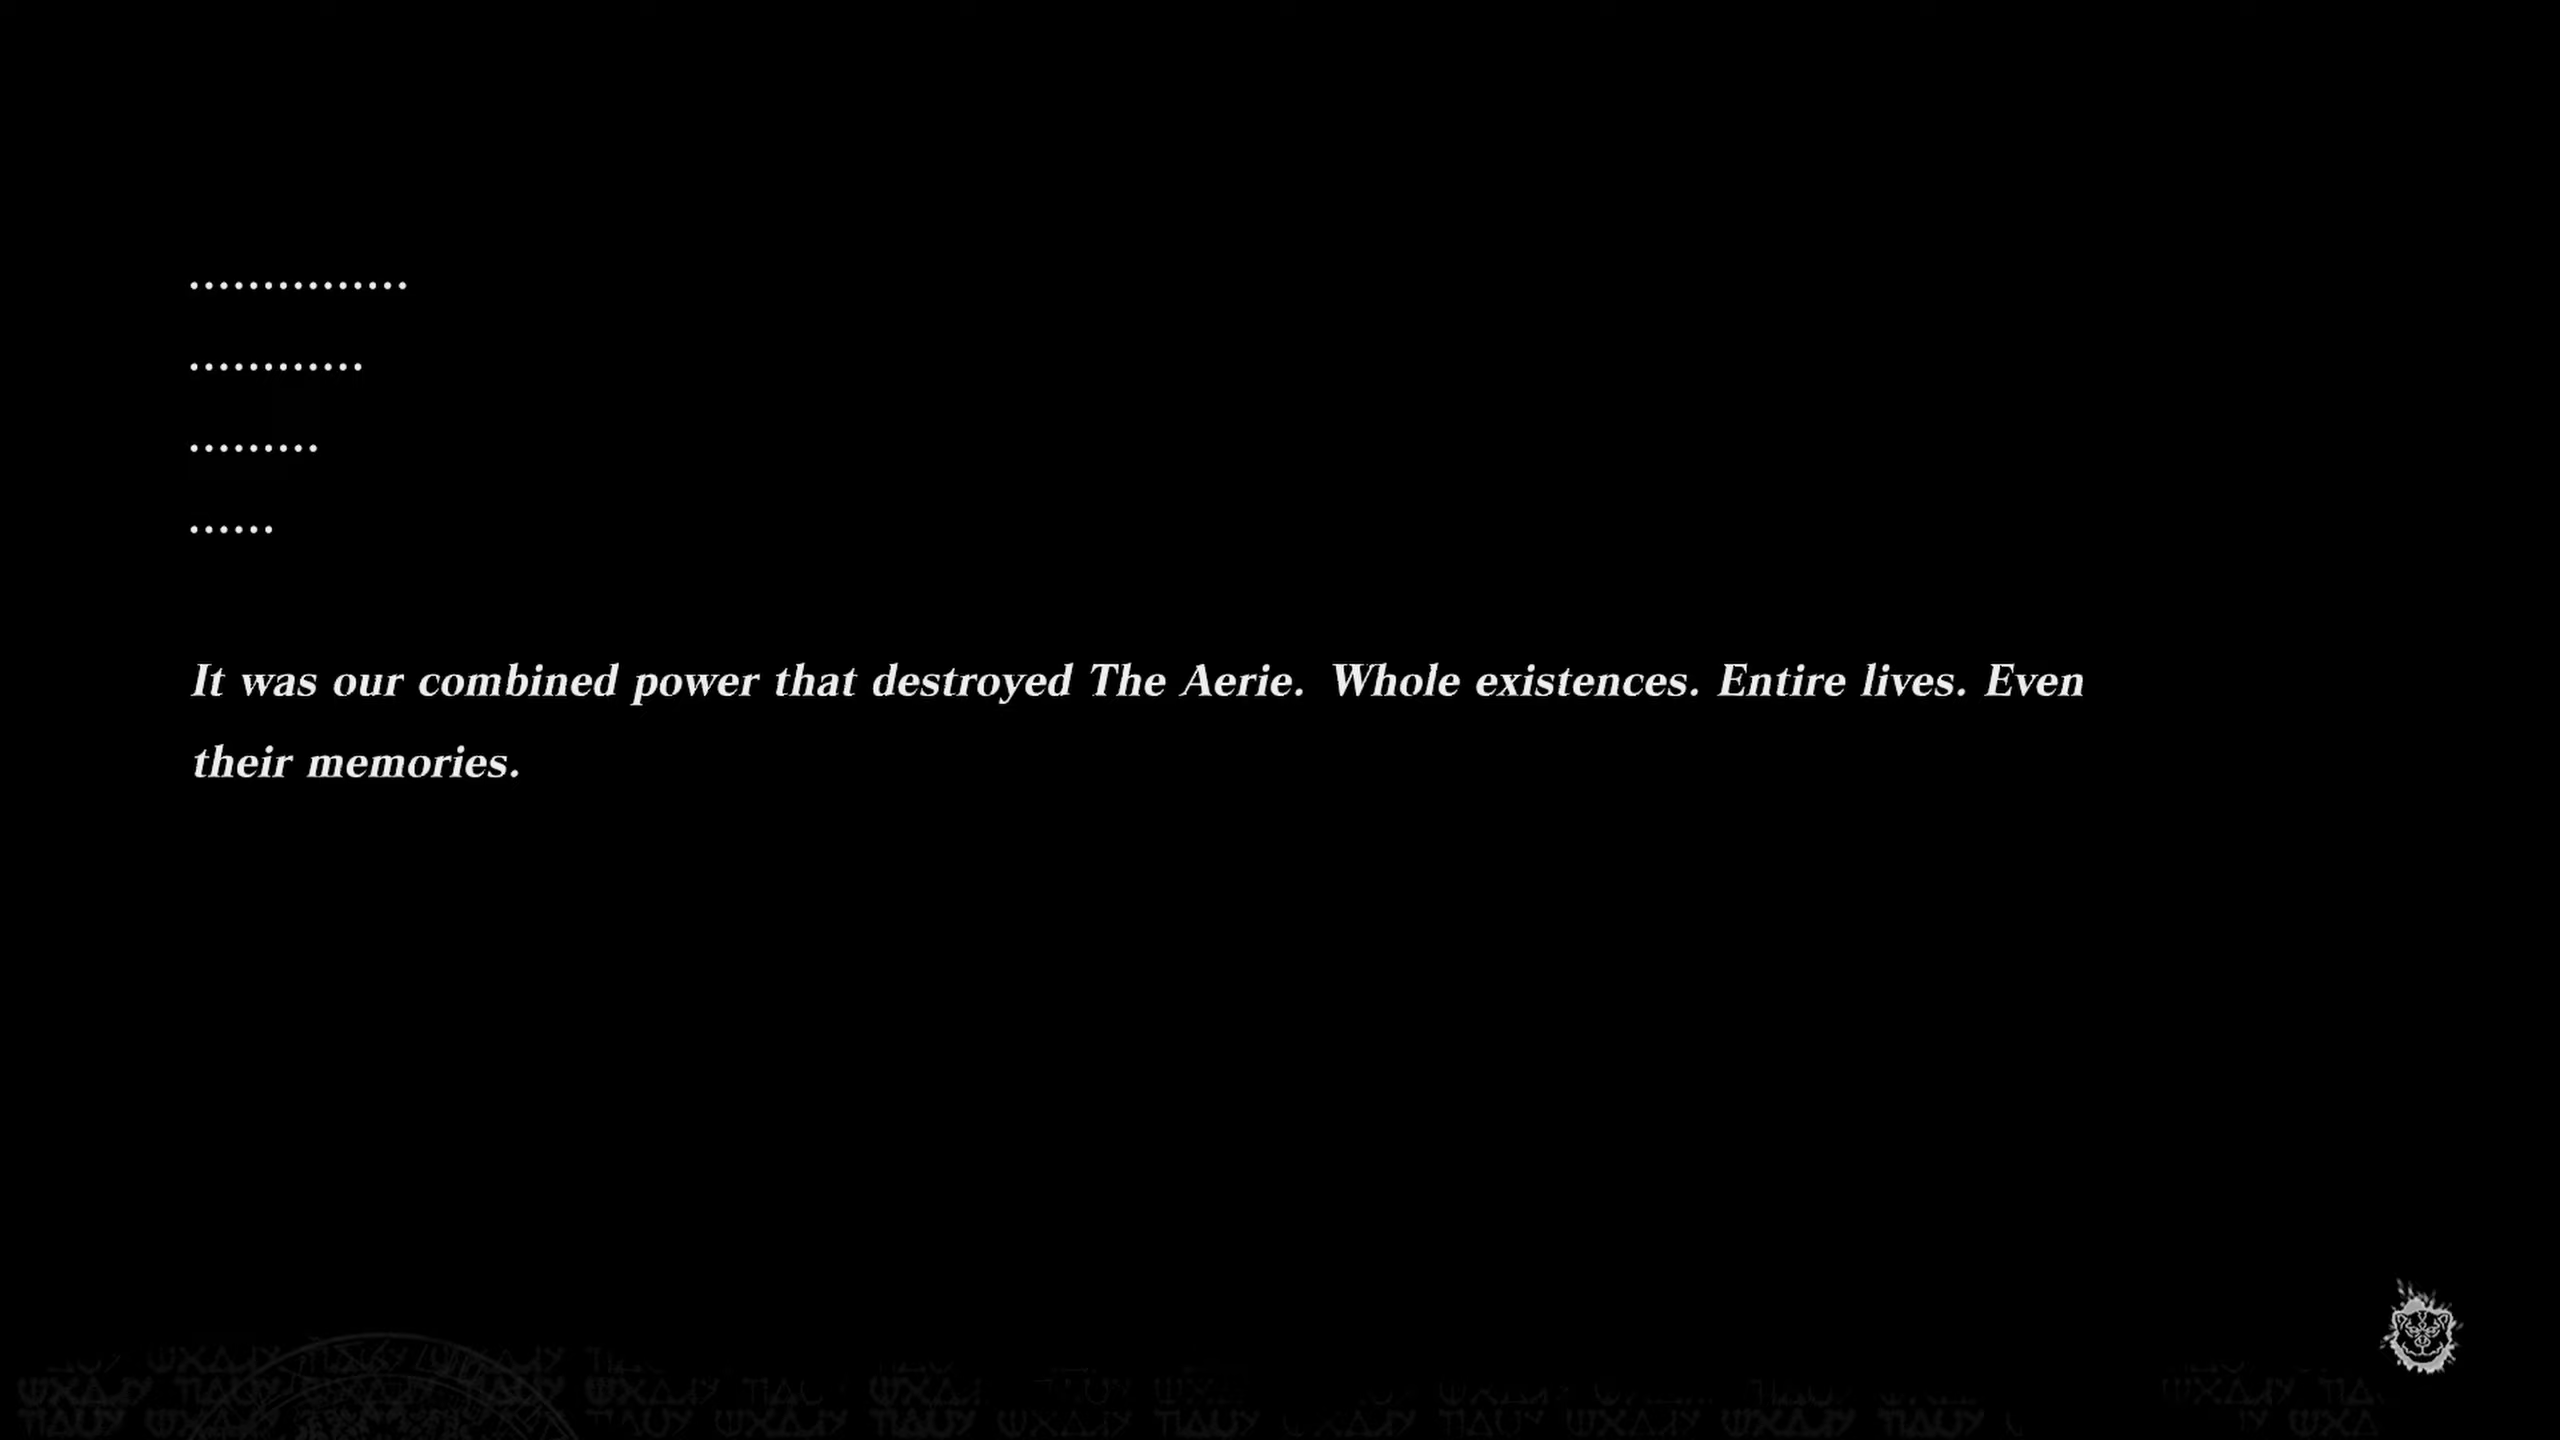 ...............
............
.........
......
It was our combined power that destroyed The Aerie.  Whole existences. Entire lives. Even
their memories.